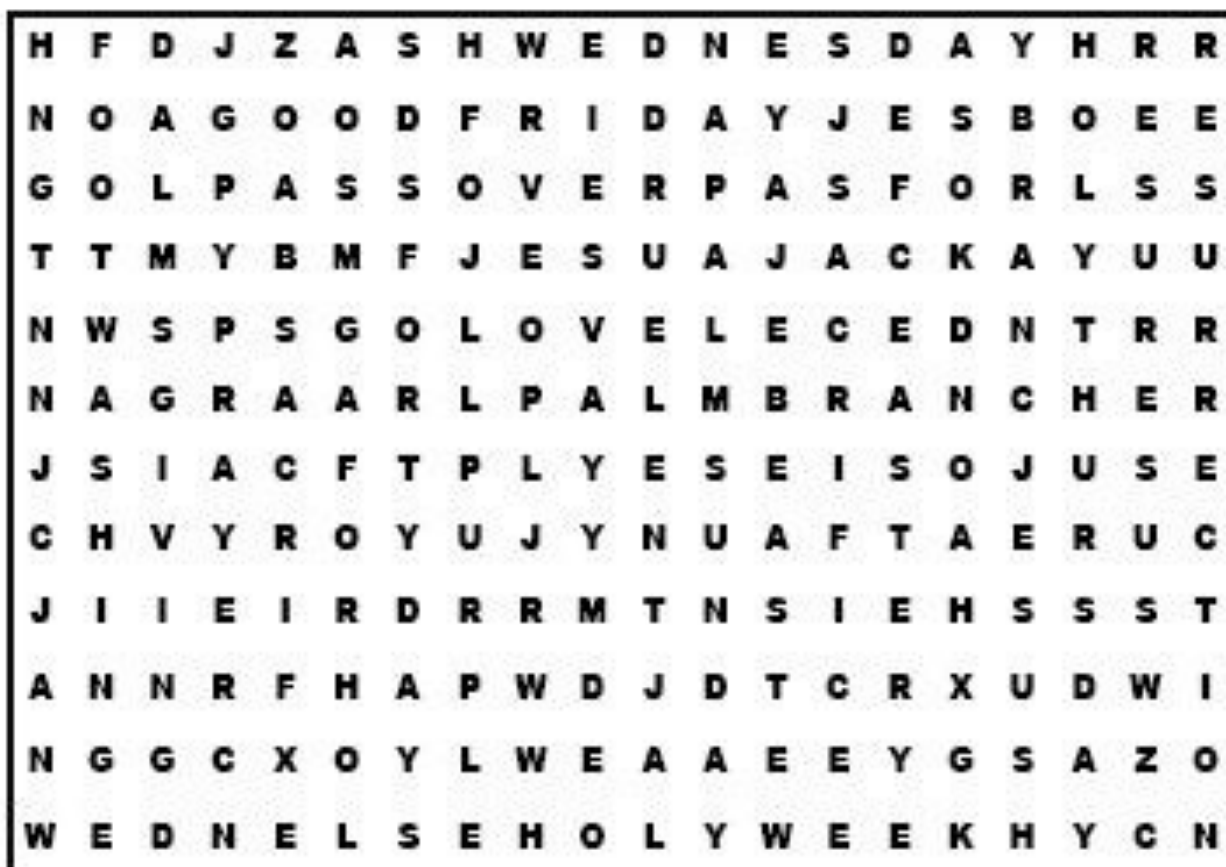 H F D J Z A S H W E D N E S D A Y H R R
N O A G O O D F R I D A Y J E S B O E E
G O L P A S S O V E R P A S F O R L S S
T T M Y B M F J E S U A J A C K A Y U U
N W S P S G O L O V E L E C E D N T R R
N A G R A A R L P A L M B R A N C H E R
J S I A C F T P L Y E S E I S O J U S E
C H V Y R O Y U J Y N U A F T A E R U C
J I I E I R D R R M T N S I E H S S S T
A N N R F H A P W D J D T C R X U D W I
N G G C X O Y L W E A A E E Y G S A Z O
W E D N E L S E H O L Y W E E K H Y C N